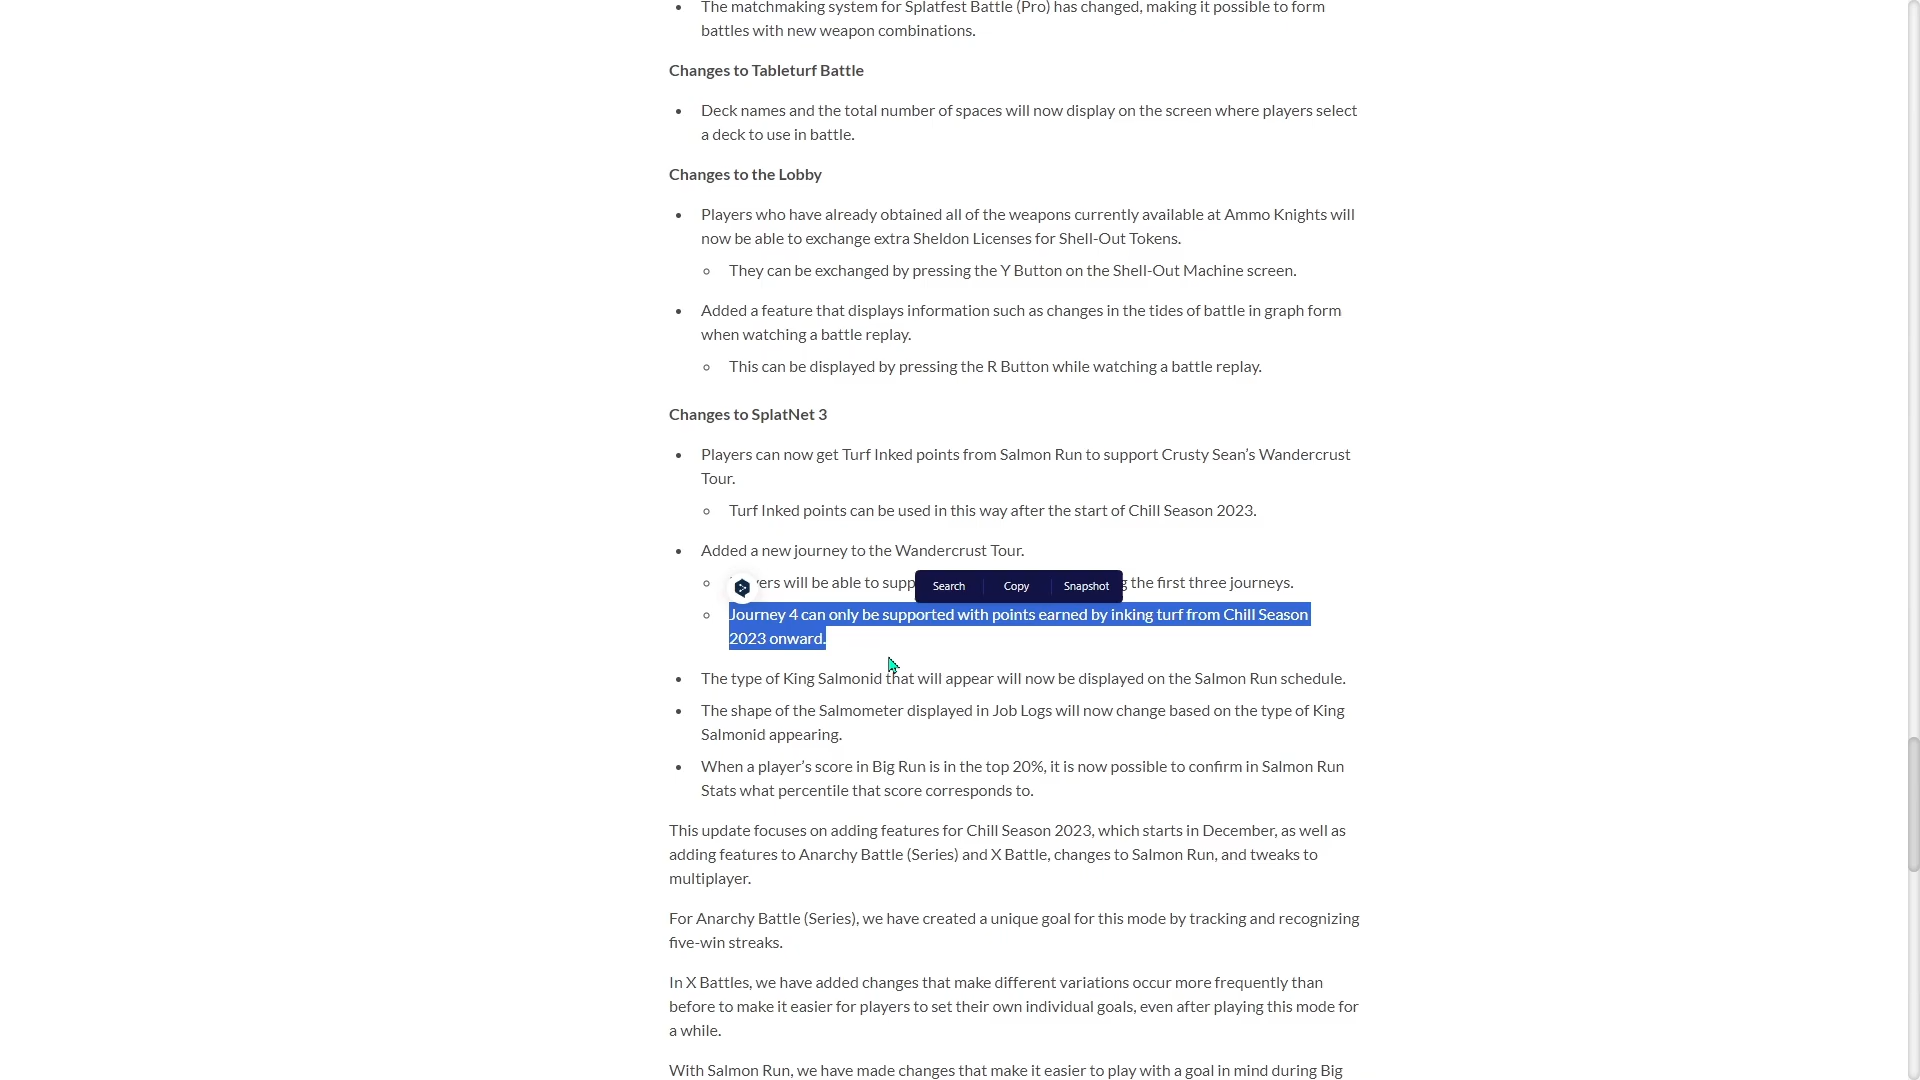 The matchmaking system for Splatfest Battle (Pro) has changed, making it possible to form
battles with new weapon combinations.
Changes to Tableturf Battle
Deck names and the total number of spaces will now display on the screen where players select
a deck to use in battle.
Changes to the Lobby
Players who have already obtained all of the weapons currently available at Ammo Knights will
now be able to exchange extra Sheldon Licenses for Shell-Out Tokens.
They can be exchanged by pressing the Y Button on the Shell-Out Machine screen.
Added a feature that displays information such as changes in the tides of battle in graph form
when watching a battle replay.
This can be displayed by pressing the R Button while watching a battle replay.
Changes to SplatNet 3
Players can now get Turf Inked points from Salmon Run to support Crusty Sean’s Wandercrust
Tour.
Turf Inked points can be used in this way after the start of Chill Season 2023.
Added a new journey to the Wandercrust Tour.
will be able to Search Copy Snapshot the first three journeys.
Journey 4 can only be supported with points earned by inking turf from Chill Season
2023 onward.
The type of King Salmonid that will appear will now be displayed on the Salmon Run schedule.
The shape of the Salmometer displayed in Job Logs will now change based on the type of King
Salmonid appearing.
When a player’s score in Big Run is in the top 20%, it is now possible to confirm in Salmon Run
Stats what percentile that score corresponds to.
This update focuses on adding features for Chill Season 2023, which starts in December, as well as
adding features to Anarchy Battle (Series) and X Battle, changes to Salmon Run, and tweaks to
multiplayer.
For Anarchy Battle (Series), we have created a unique goal for this mode by tracking and recognizing
five-win streaks.
In X Battles, we have added changes that make different variations occur more frequently than
before to make it easier for players to set their own individual goals, even after playing this mode for
a while.
With Salmon Run, we have made changes that make it easier to play with a goal in mind during Big